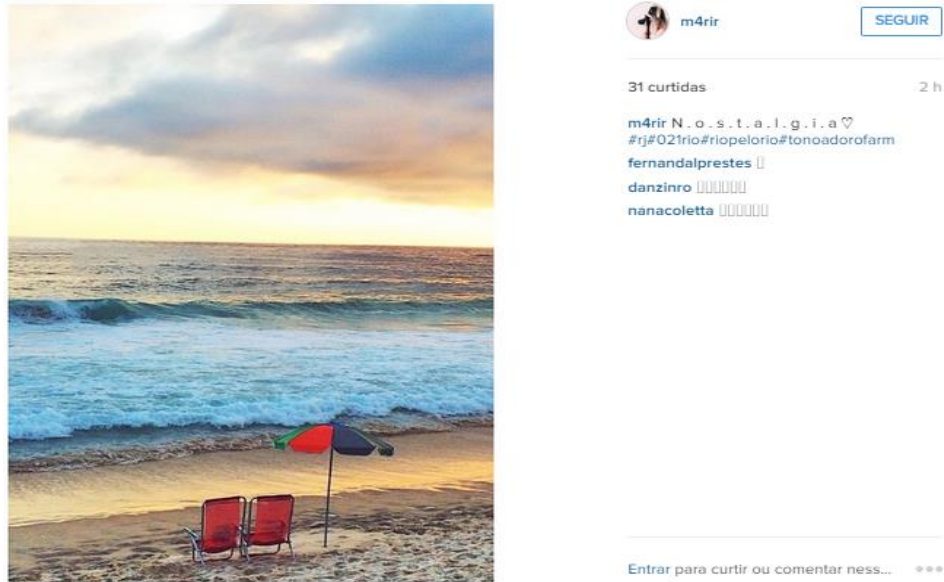 m4rir
SEGUIR
31 curtidas
2 h
m4rir N . o . s . t . a . l . g . i . a ♡
#rj#021rio#riopelorio#tonoadorofarm
fernandalprestes ▯
danzinro ▯▯▯▯▯▯
nanacoletta ▯▯▯▯▯▯
Entrar para curtir ou comentar ness...